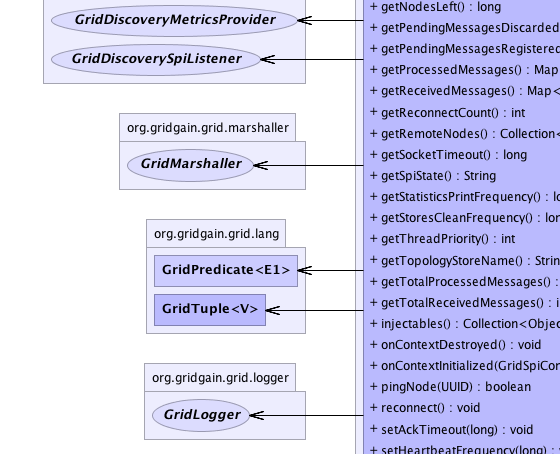 GridDiscoveryMetricsProvider
GridDiscoverySpiListener
org.gridgain.grid.marshaller
GridMarshaller
org.gridgain.grid.lang
GridPredicate<E1>
GridTuple<V>
org.gridgain.grid.logger
GridLogger
+ getNodesLeft() : long
+ getPendingMessagesDiscarded
+ getPendingMessagesRegistered
+ getProcessedMessages() : Map
+ getReceivedMessages() : Map<
+ getReconnectCount() : int
+ getRemoteNodes() : Collection<
+ getSocketTimeout() : long
+ getSpiState() : String
+ getStatisticsPrintFrequency() : lo
+ getStoresCleanFrequency() : lon
+ getThreadPriority() : int
+ getTopologyStoreName() : Strin
+ getTotalProcessedMessages() :
+ getTotalReceivedMessages() : i
+ injectables() : Collection<Objec
+ onContextDestroyed() : void
+ onContextInitialized(GridSpiCon
+ pingNode(UUID) : boolean
+ reconnect() : void
+ setAckTimeout(long) : void
+ setHeartbeatFrequency(long) :